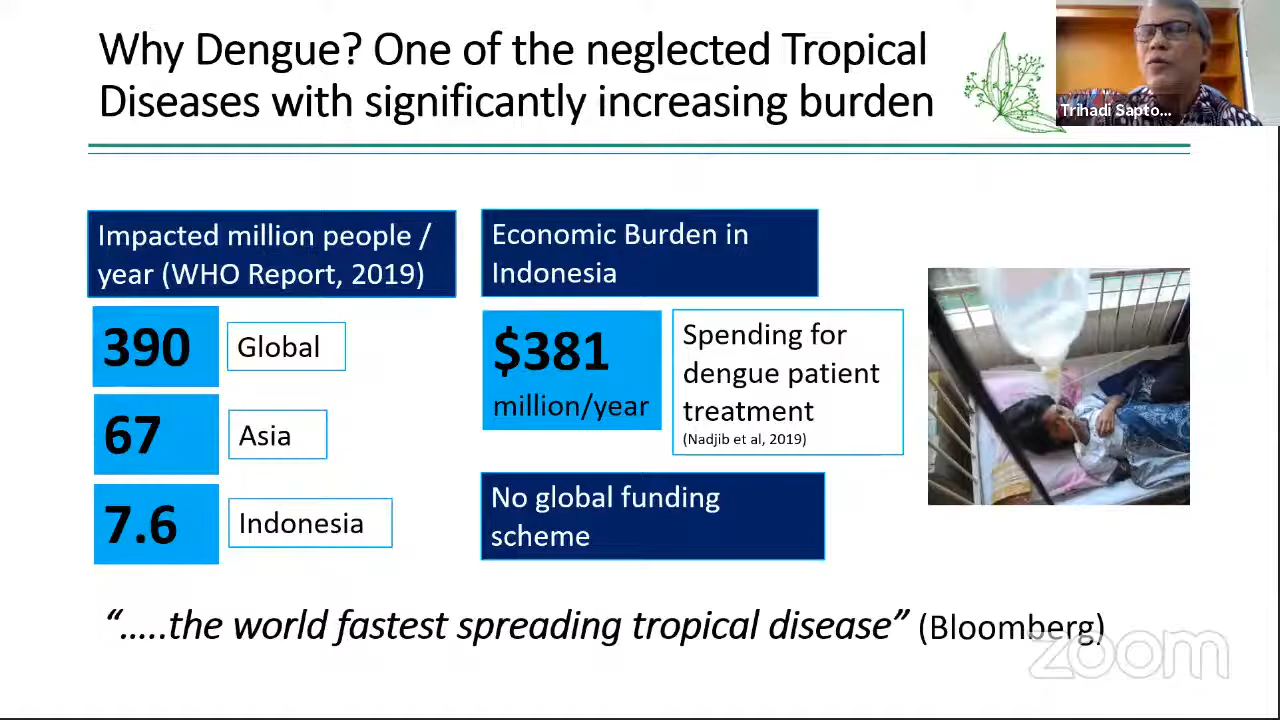 Why Dengue? One of the neglected Tropical
Diseases with significantly increasing burden
Trihadi Sapto...
Impacted million people /
year (WHO Report, 2019)
390
Global
67
Asia
7.6
Indonesia
Economic Burden in
Indonesia
$381
million/year
Spending for
dengue patient
treatment
(Nadjib et al, 2019)
No global funding
scheme
“.....the world fastest spreading tropical disease” (Bloomberg)
zoom